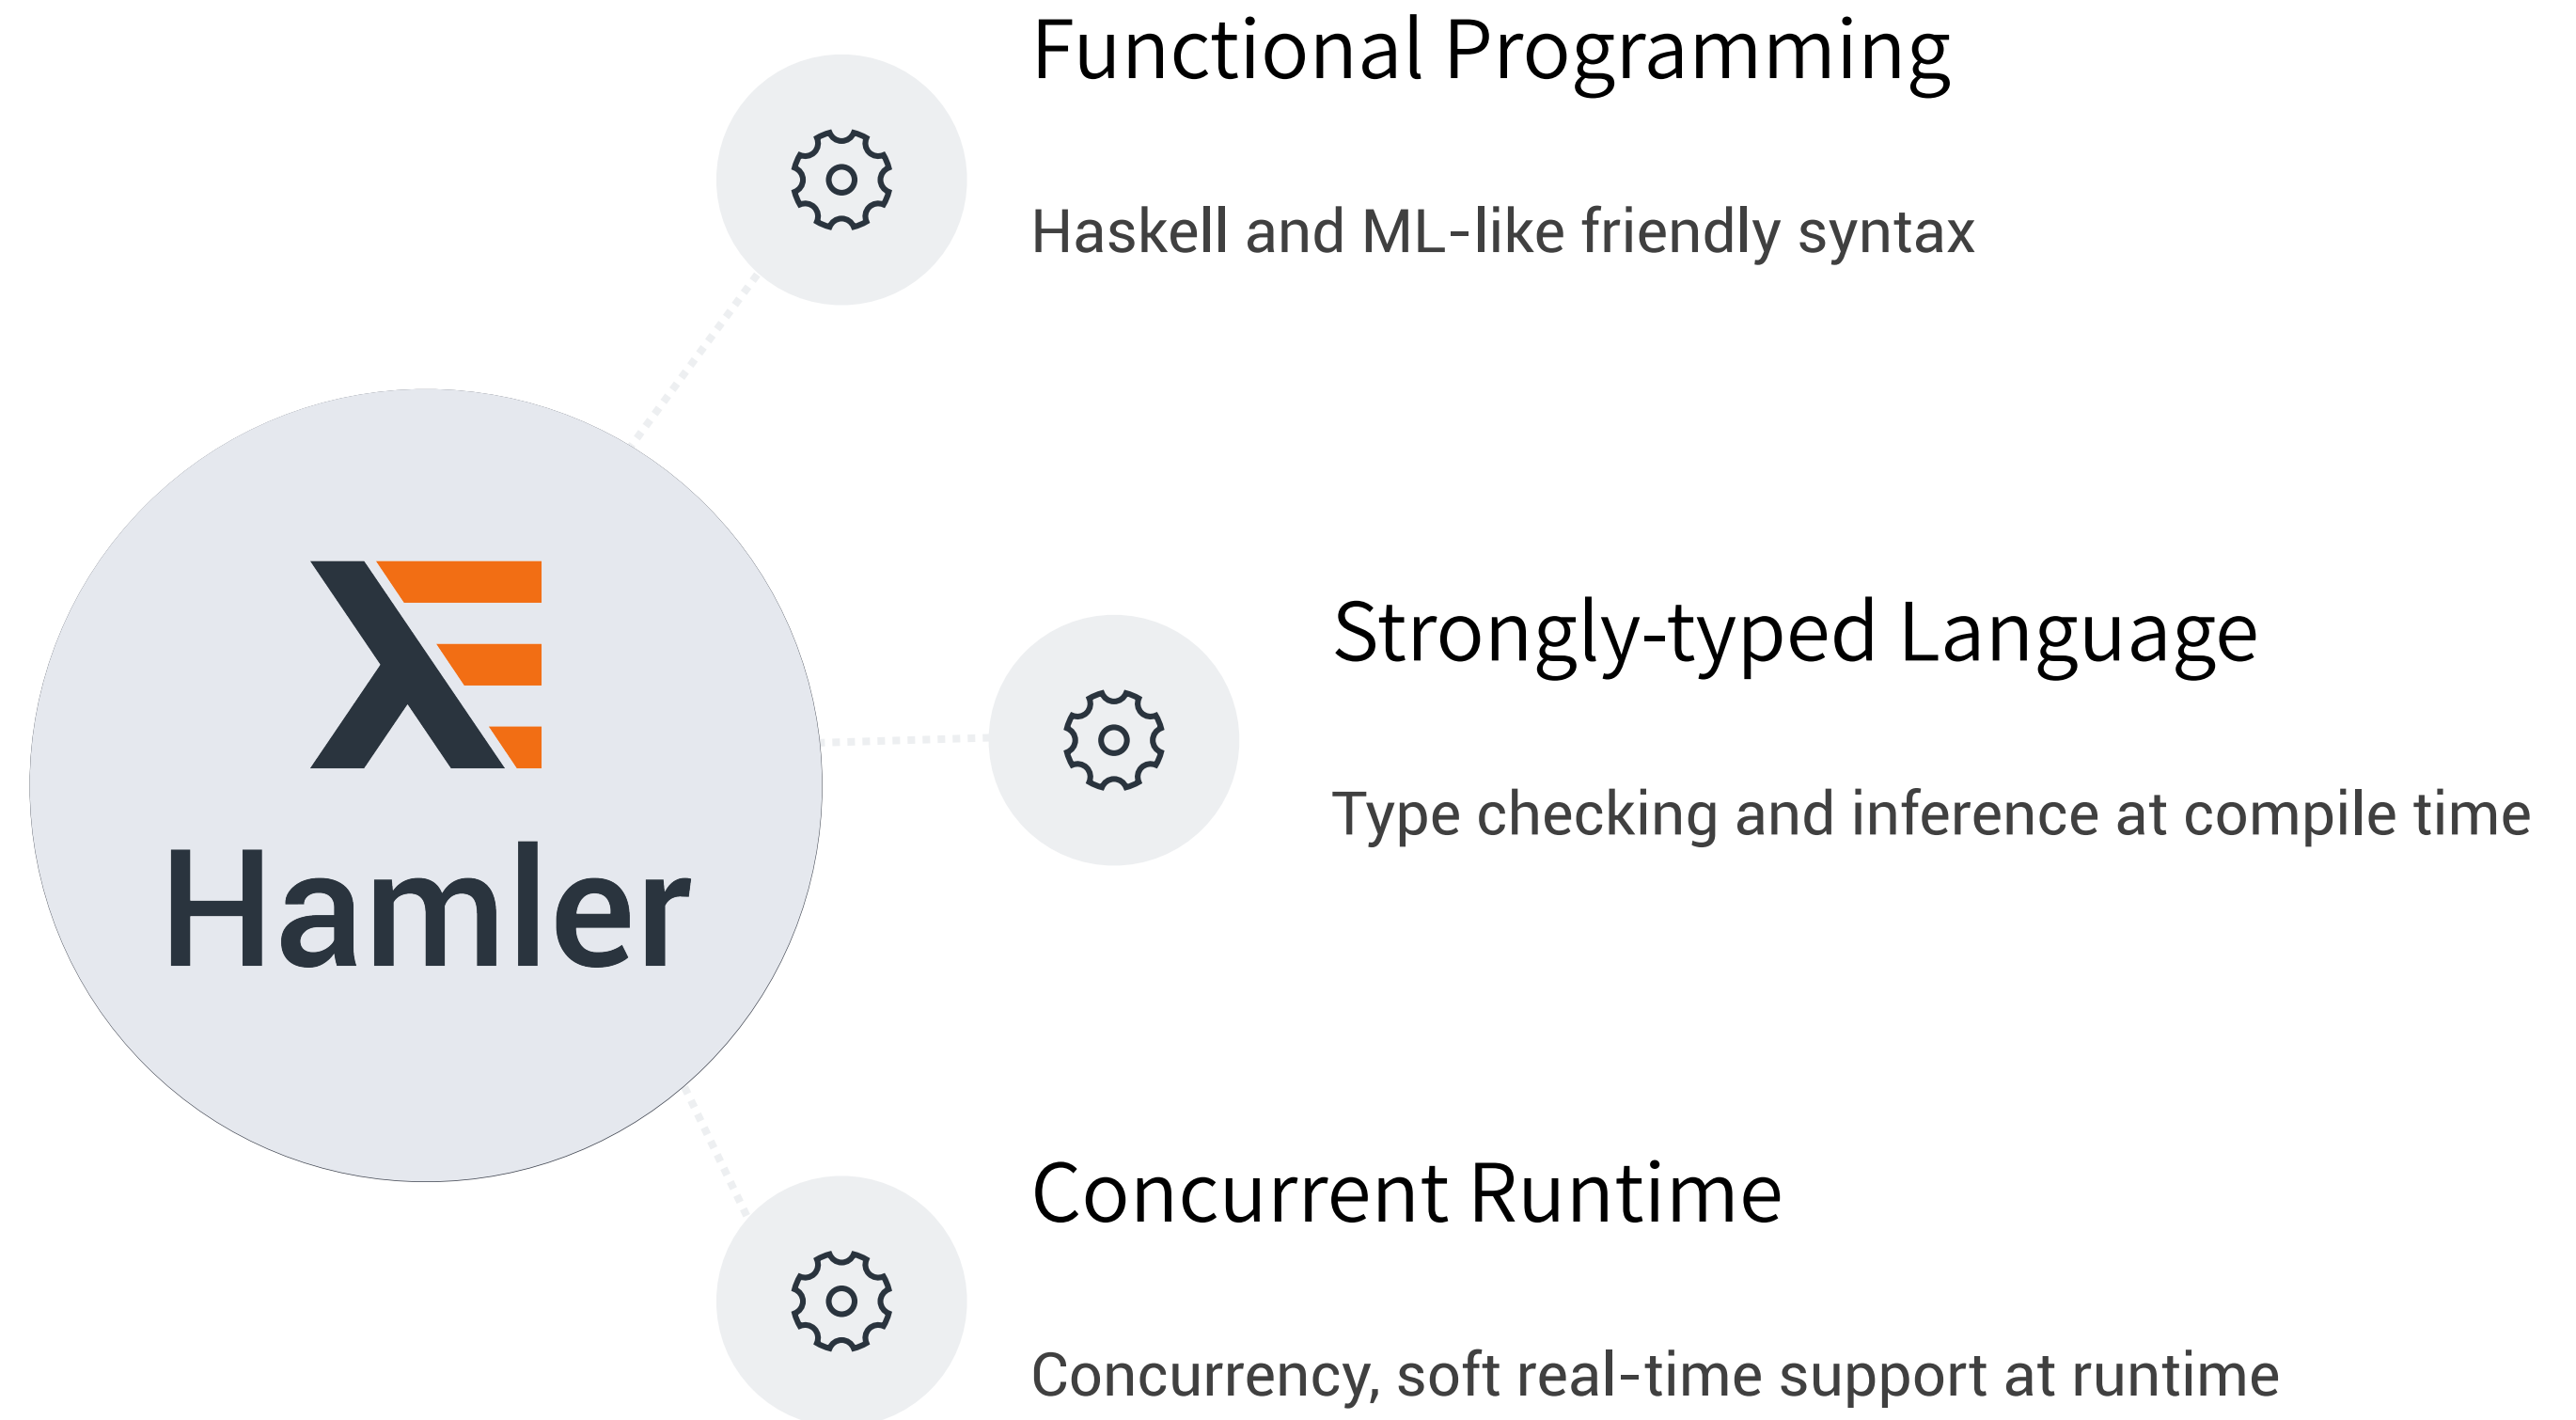 Functional Programming
Haskell and ML-like friendly syntax
Hamler
Strongly-typed Language
Type checking and inference at compile time
Concurrent Runtime
Concurrency, soft real-time support at runtime